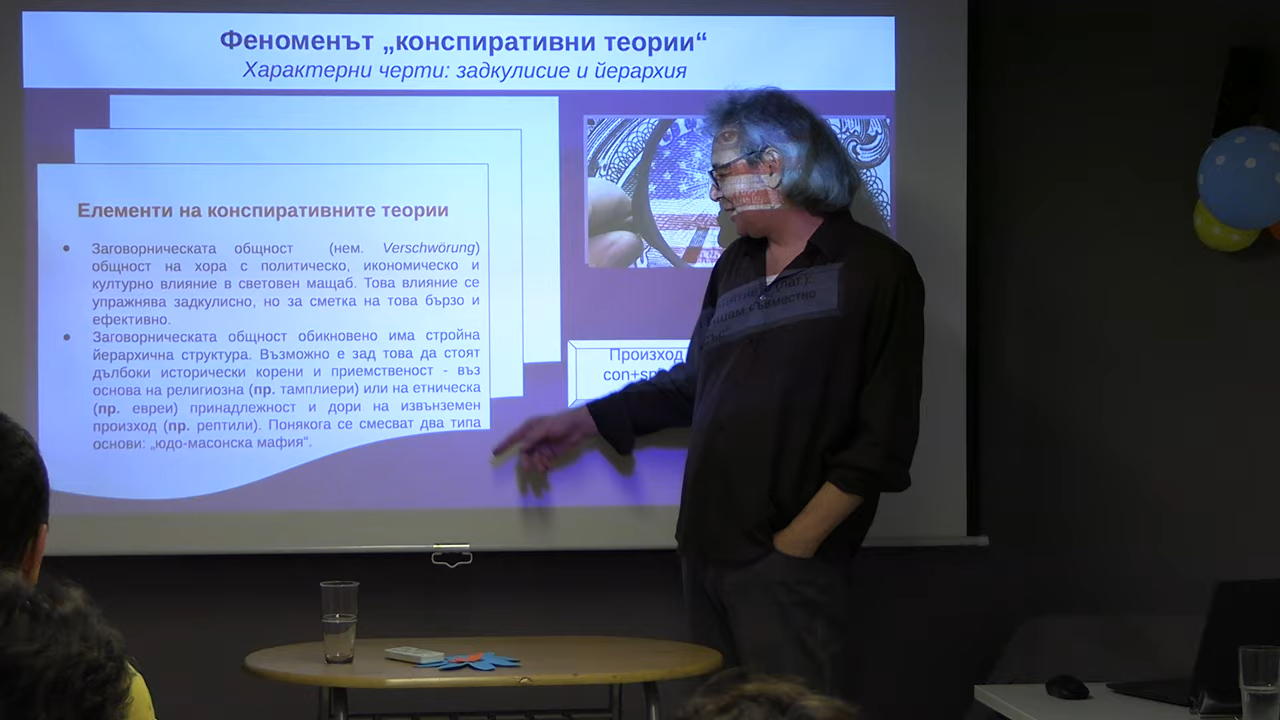 Феноменът „конспиративни теории“
Характерни черти: задкулисие и йерархия
Елементи на конспиративните теории
● Заговорническата общност (нем. Verschwörung)
общност на хора с политическо, икономическо и
културно влияние в световен мащаб. Това влияние се
упражнява задкулисно, но за сметка на това бързо и
ефективно.
● Заговорническата общност обикновено има стройна
йерархична структура. Възможно е зад това да стоят
дълбоки исторически корени и приемственост - въз
основа на религиозна (пр. тамплиери) или на етническа
(пр. евреи) принадлежност и дори на извънземен
произход (пр. рептили). Понякога се смесват два типа
основи: „юдо-масонска мафия“.
Произход
(лат.):
съвместно